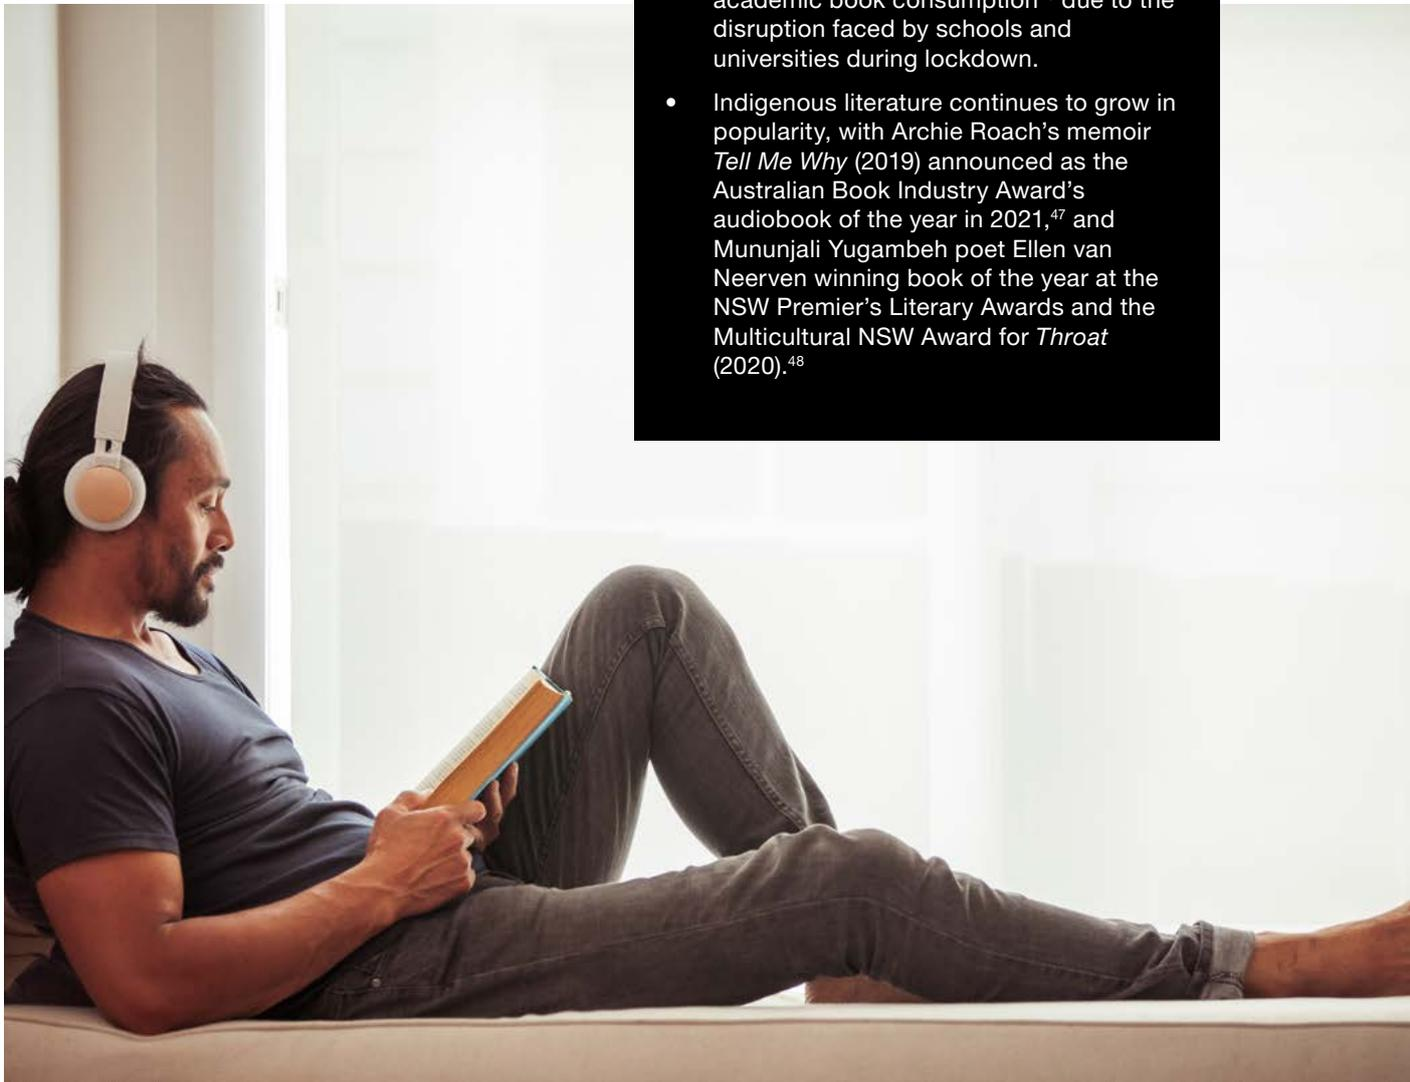 academic book consumption due to the
disruption faced by schools and
universities during lockdown.
• Indigenous literature continues to grow in
popularity, with Archie Roach’s memoir
Tell Me Why (2019) announced as the
Australian Book Industry Award’s
audiobook of the year in 2021,47 and
Mununjali Yugambeh poet Ellen van
Neerven winning book of the year at the
NSW Premier’s Literary Awards and the
Multicultural NSW Award for Throat
(2020).48